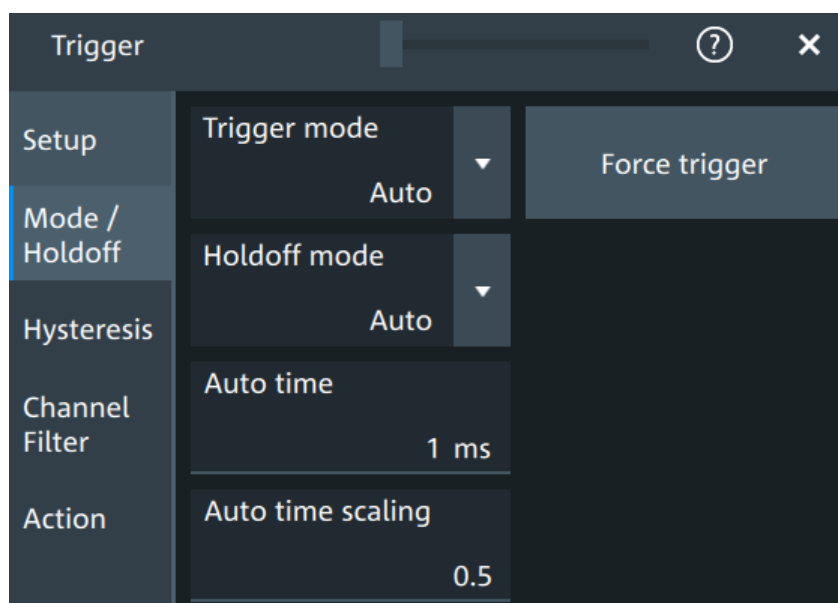 Trigger
?
×
Setup
Mode /
Holdoff
Hysteresis
Channel
Filter
Action
Trigger mode
Auto
Holdoff mode
Auto
Auto time
1 ms
Auto time scaling
0.5
Force trigger